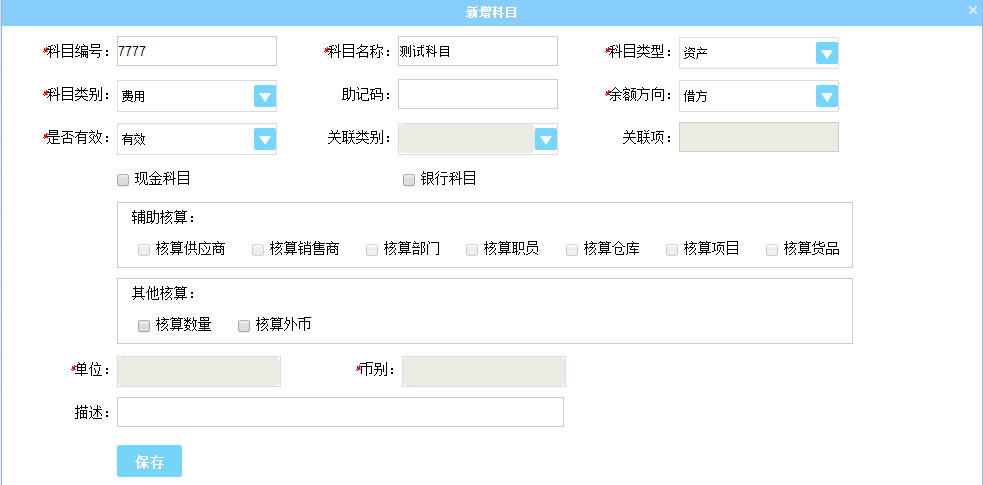 新增科目
*科目编号： 7777 *科目名称： 测试科目 *科目类型： 资产
*科目类别： 费用 助记码： *余额方向： 借方
*是否有效： 有效 关联类别： 关联项：
现金科目 银行科目
辅助核算：
核算供应商 核算销售商 核算部门 核算职员 核算仓库 核算项目 核算货品
其他核算：
核算数量 核算外币
*单位： *币别：
描述：
保存